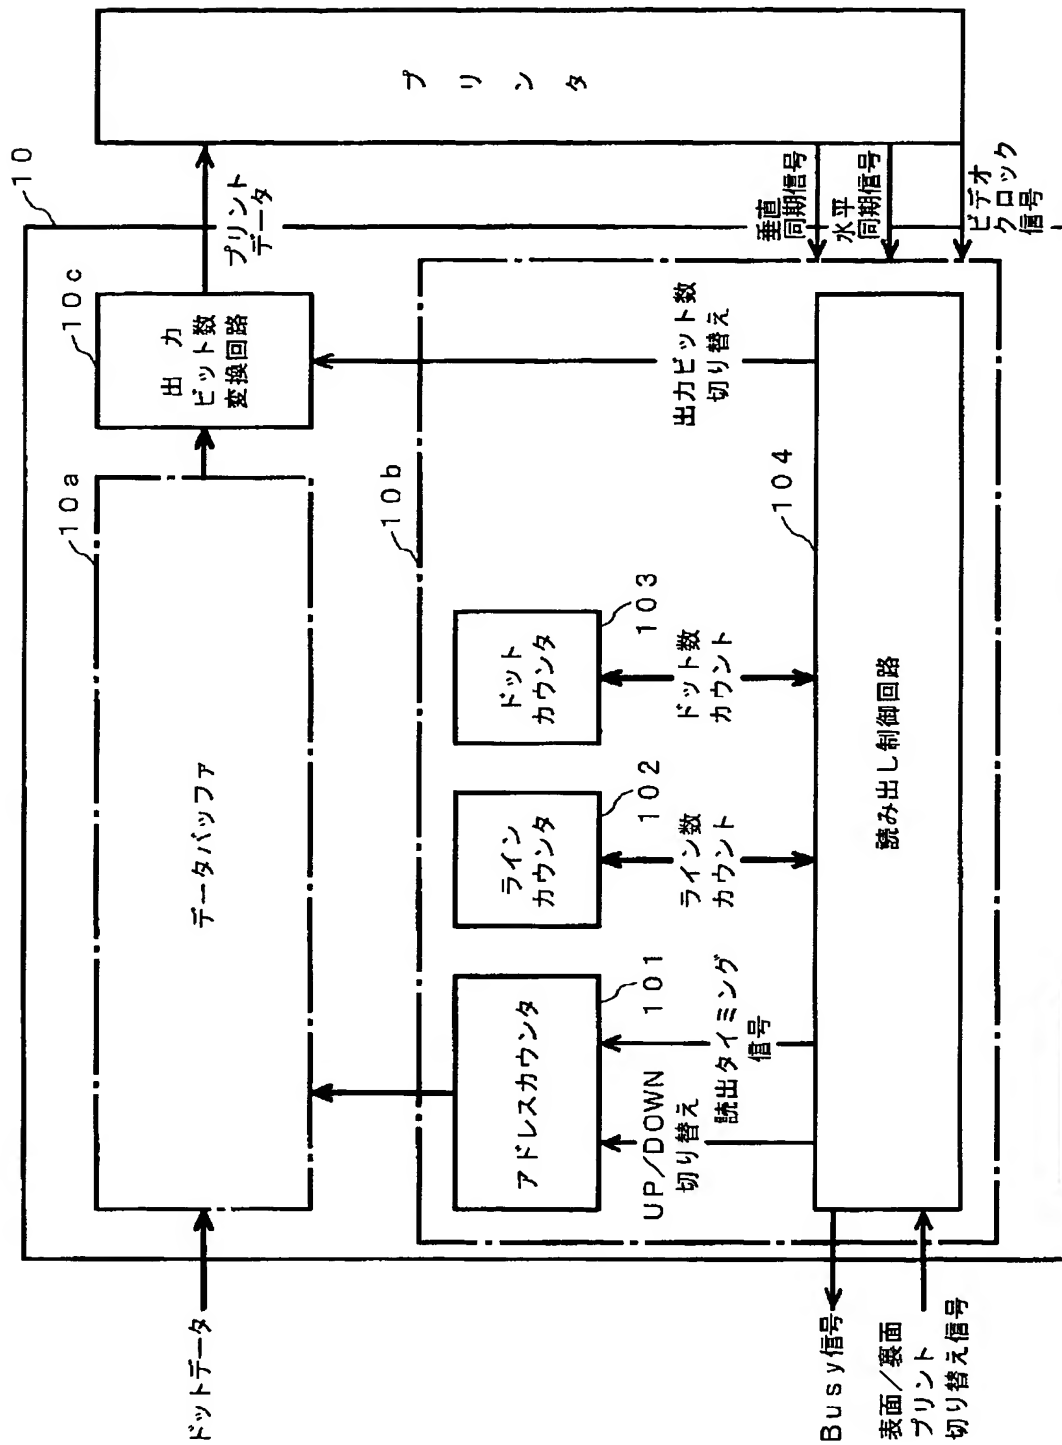 ドットデータ
データバッファ
10a
出力
ビット数
変換回路
10c
プリント
データ
10
プリンタ
10b
アドレスカウンタ
101
ライン
カウンタ
102
ドット
カウンタ
103
UP/DOWN
切り替え
読出タイミング
信号
ライン数
カウント
ドット数
カウント
出力ビット数
切り替え
垂直
同期信号
水平
同期信号
ビデオ
クロック
信号
104
読み出し制御回路
Busy信号
表面/裏面
プリント
切り替え信号